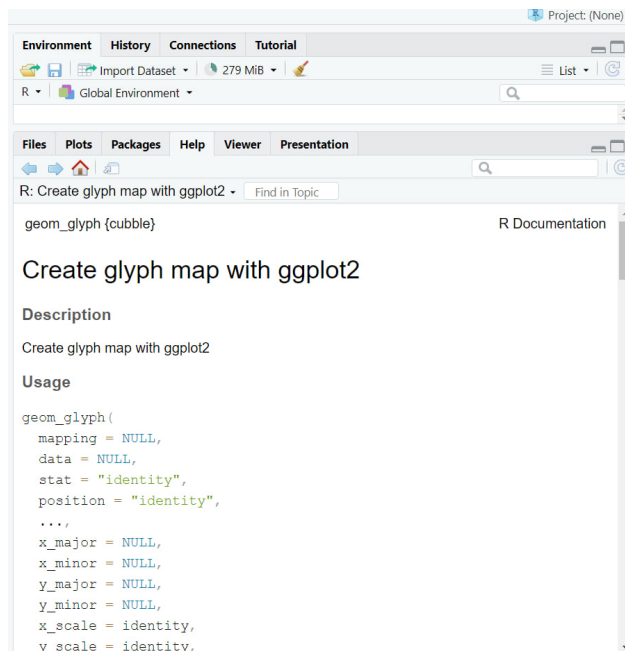 Project: (None)
Environment History Connections Tutorial
Import Dataset 279 MiB List
R Global Environment
Files Plots Packages Help Viewer Presentation
R: Create glyph map with ggplot2 Find in Topic
geom_glyph {cubble} R Documentation
Create glyph map with ggplot2
Description
Create glyph map with ggplot2
Usage
geom_glyph(
mapping = NULL,
data = NULL,
stat = "identity",
position = "identity",
...,
x_major = NULL,
x_minor = NULL,
y_major = NULL,
y_minor = NULL,
x_scale = identity,
y_scale = identity,